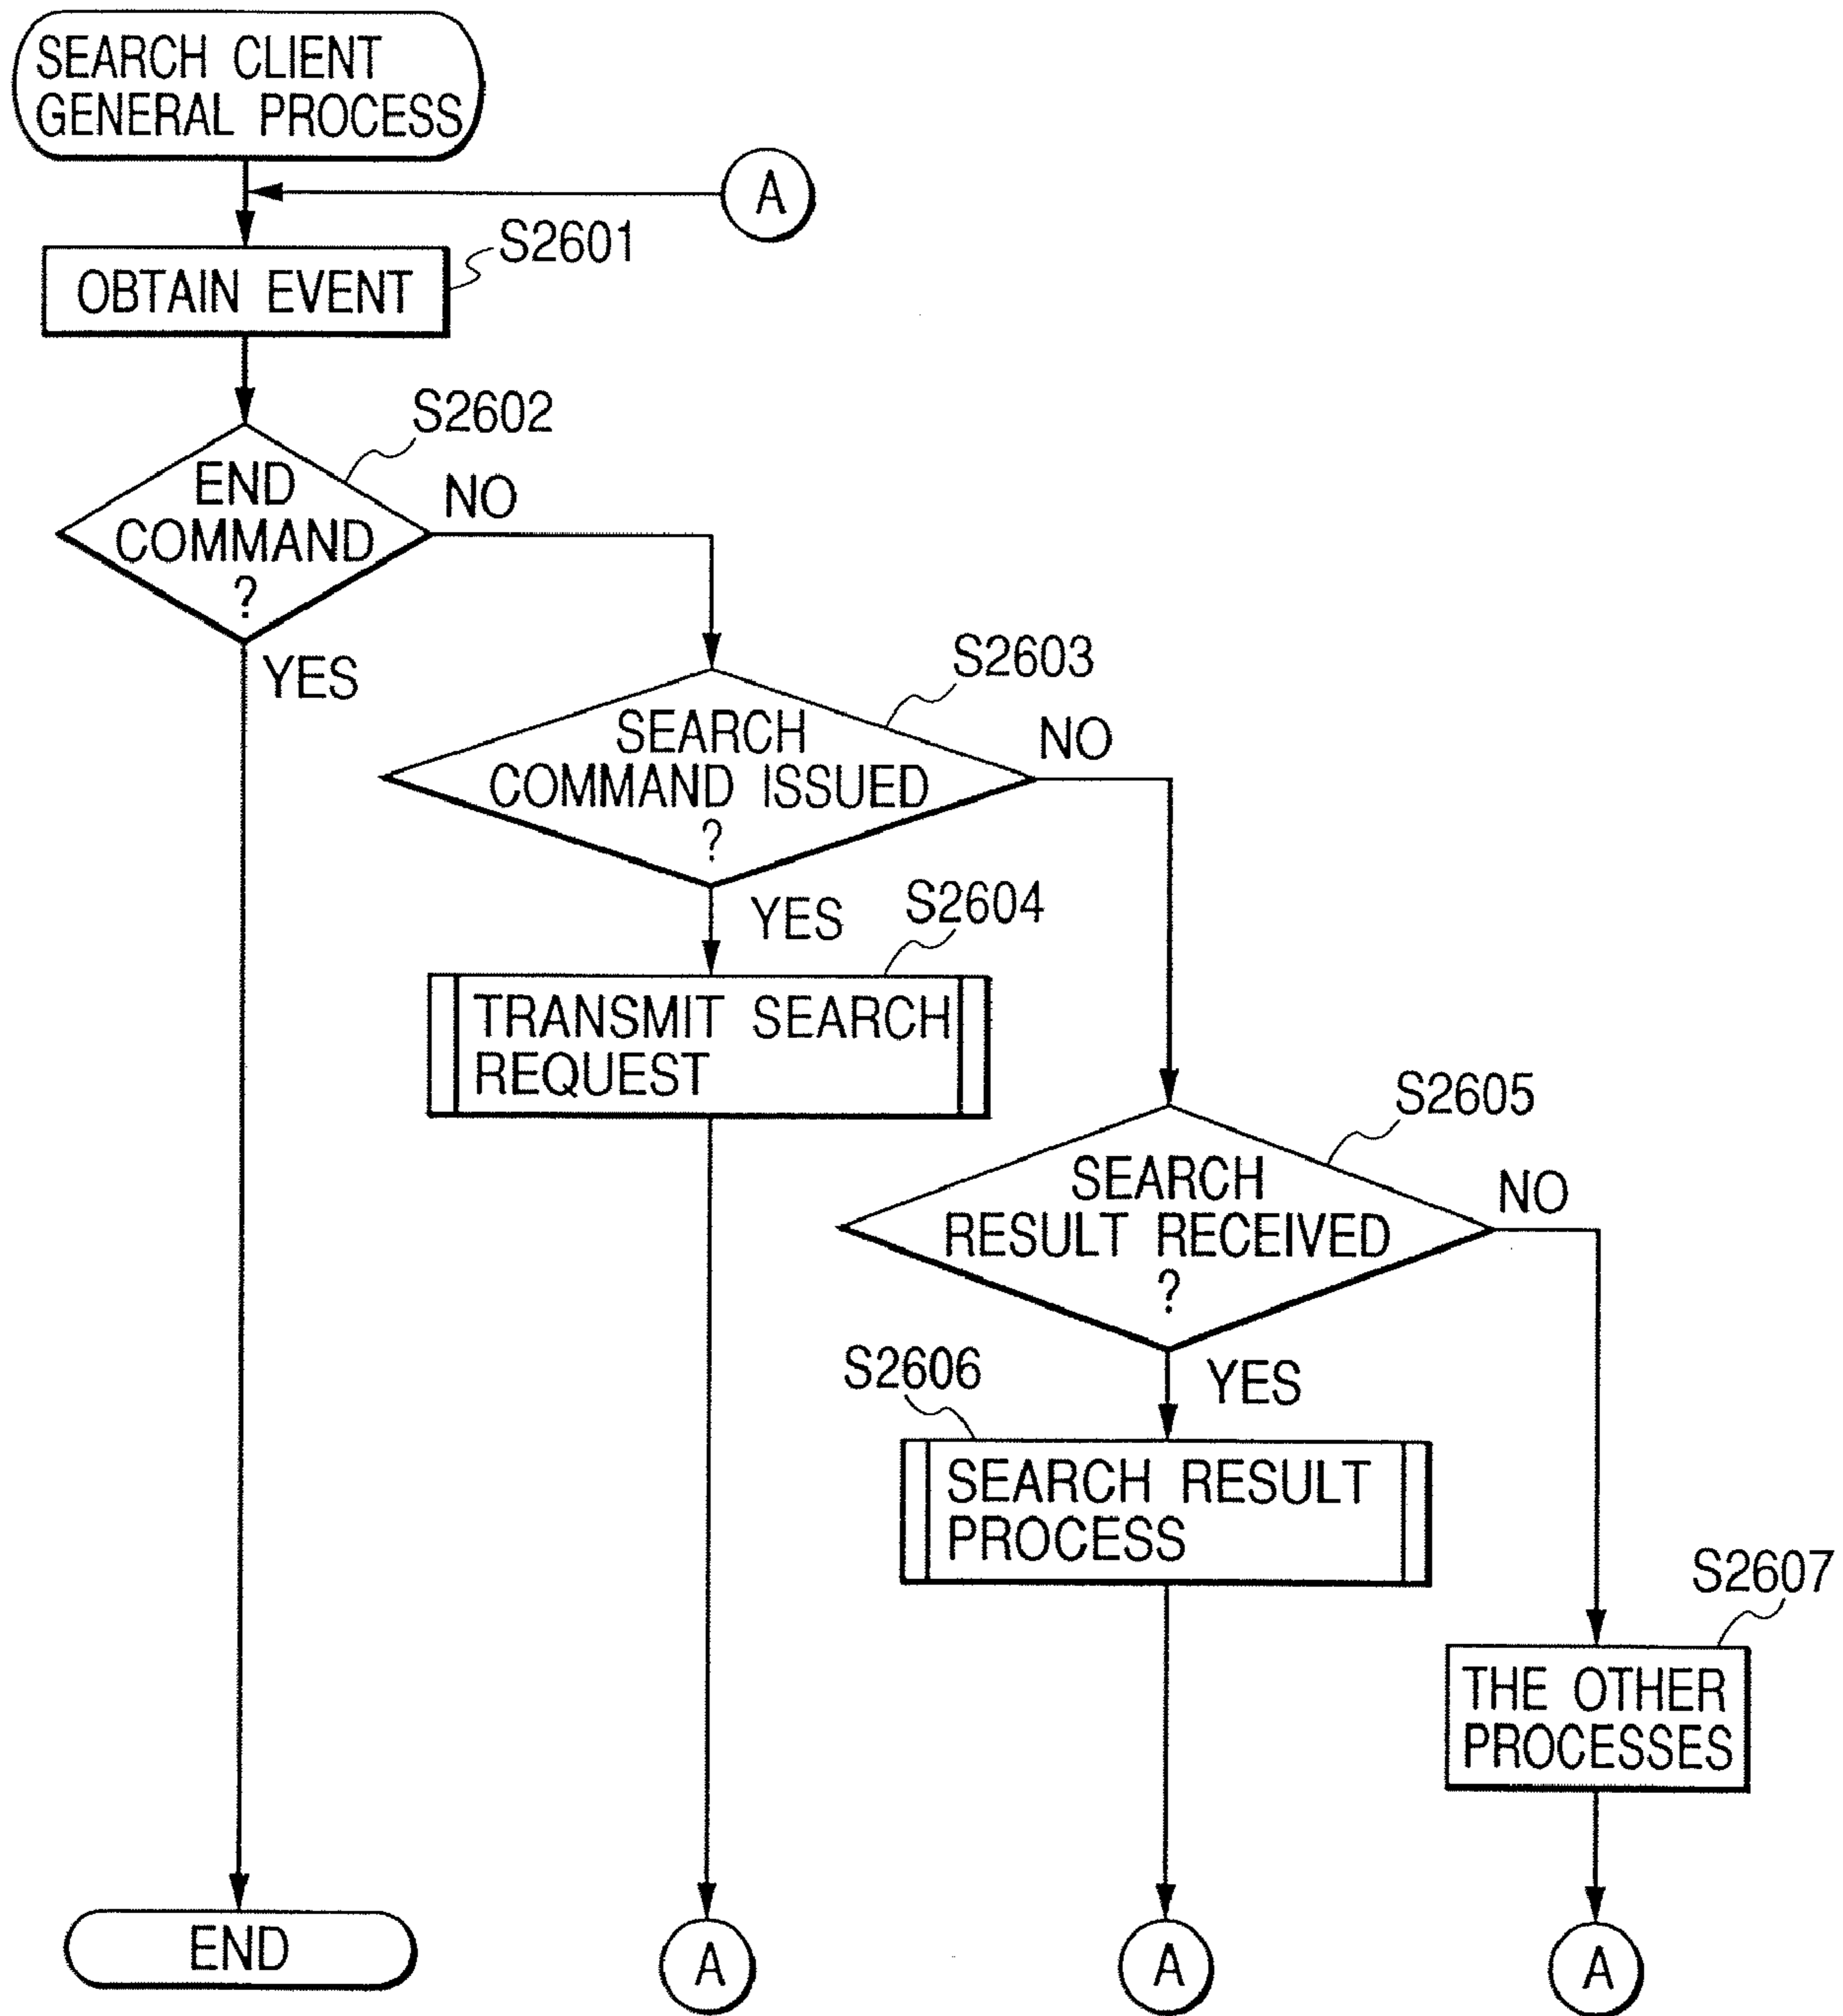 SEARCH CLIENT
GENERAL PROCESS
A
S2601
OBTAIN EVENT
S2602
END
COMMAND
?
NO
YES
S2603
SEARCH
COMMAND ISSUED
?
NO
YES
S2604
TRANSMIT SEARCH
REQUEST
S2605
SEARCH
RESULT RECEIVED
?
NO
YES
S2606
SEARCH RESULT
PROCESS
S2607
THE OTHER
PROCESSES
END
A
A
A